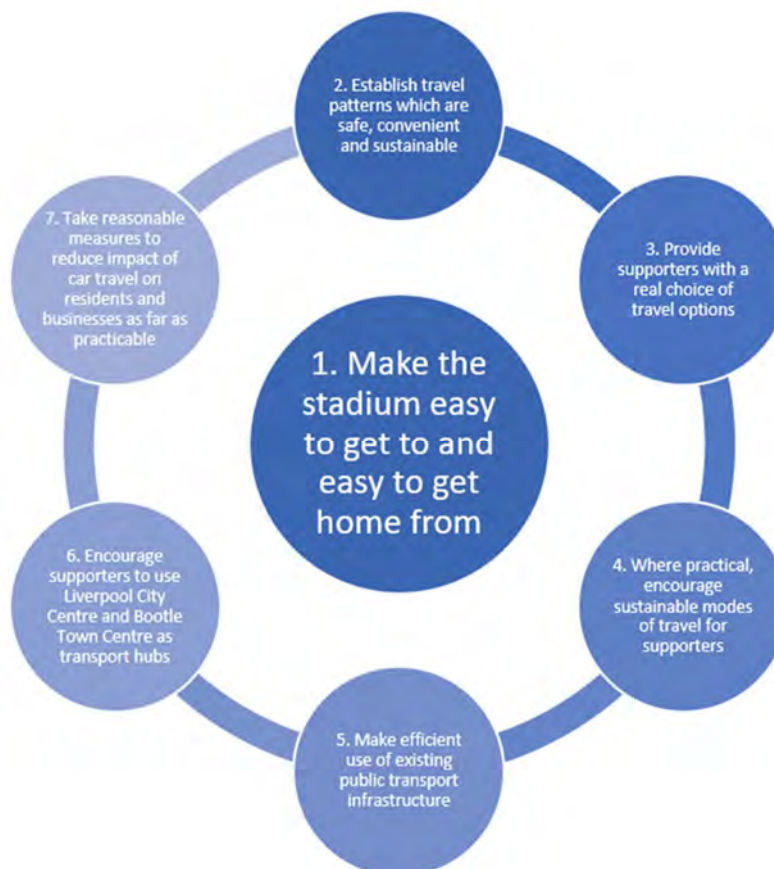 1. Make the
stadium easy
to get to and
easy to get
home from
2. Establish travel
patterns which are
safe, convenient
and sustainable
3. Provide
supporters with a
real choice of
travel options
4. Where practical,
encourage
sustainable modes
of travel for
supporters
5. Make efficient
use of existing
public transport
infrastructure
6. Encourage
supporters to use
Liverpool City
Centre and Bootle
Town Centre as
transport hubs
7. Take reasonable
measures to
reduce impact of
car travel on
residents and
businesses as far as
practicable